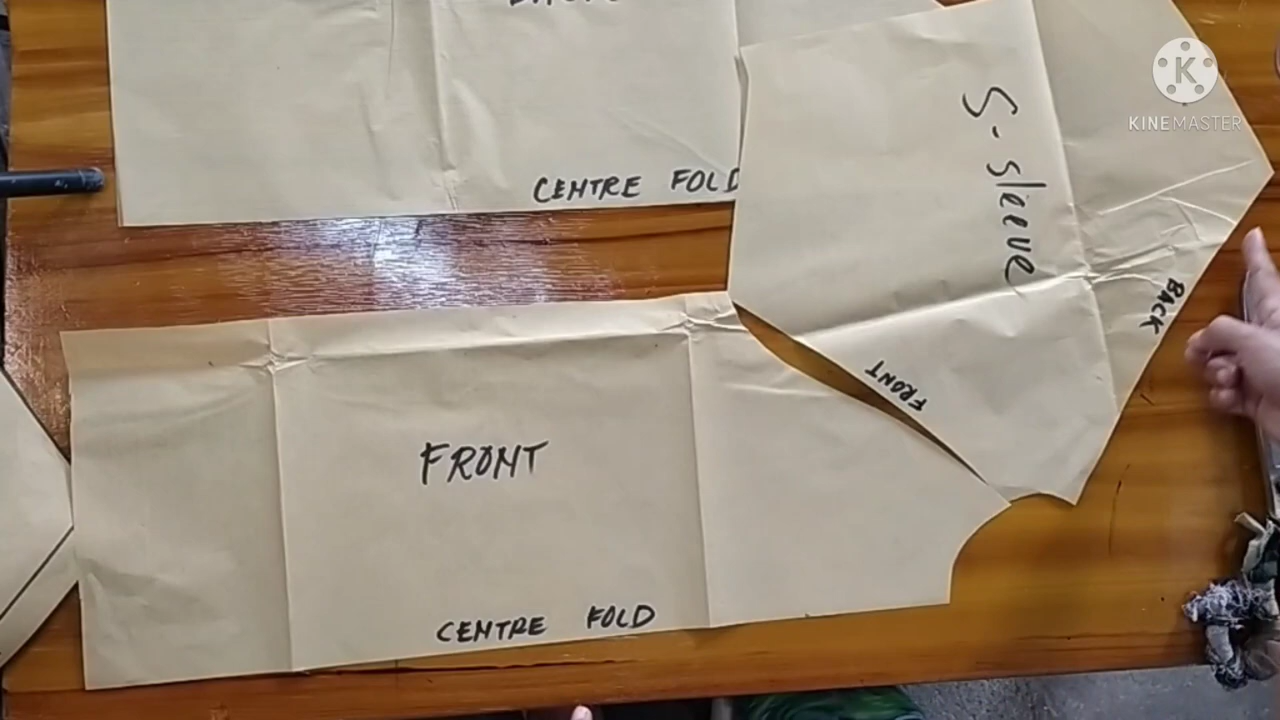 CENTRE FOLD
S- Sleeve
BACK
FRONT
FRONT
CENTRE FOLD
K
KINEMASTER